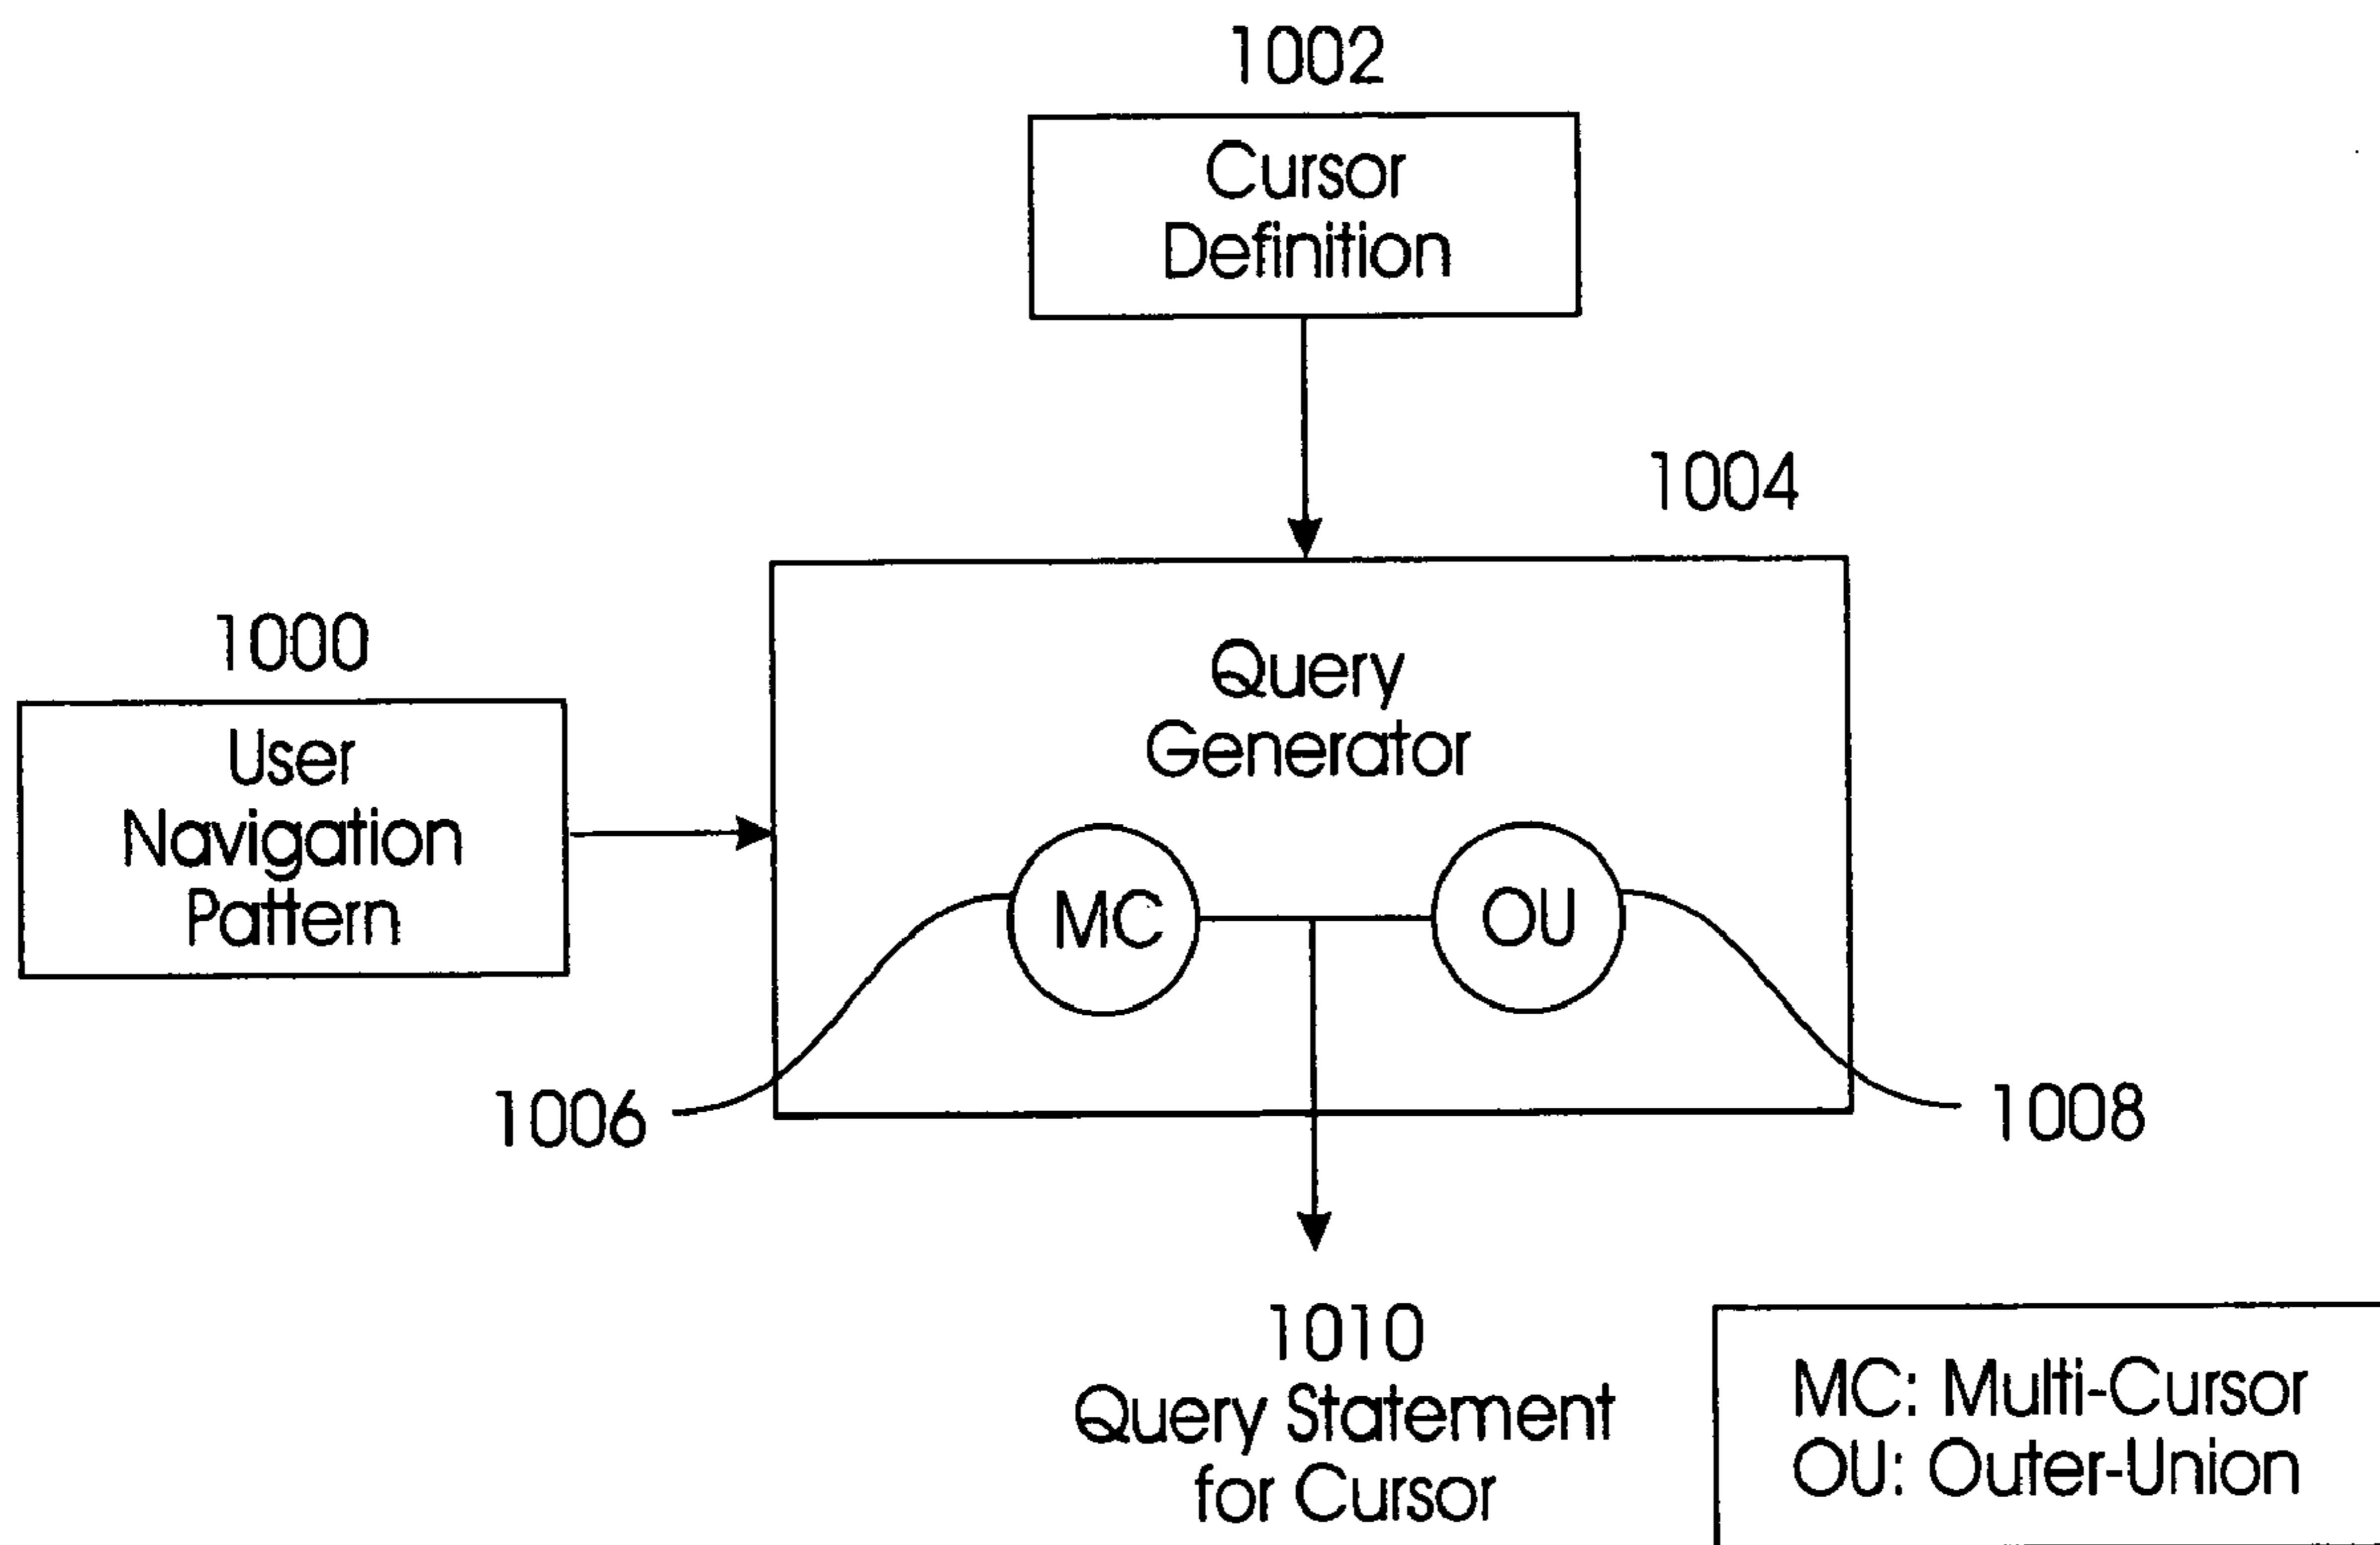 1002
Cursor
Definition
1004
Query
Generator
1000
User
Navigation
Pattern
MC
OU
1006
1008
1010
Query Statement
for Cursor
MC: Multi-Cursor
OU: Outer-Union